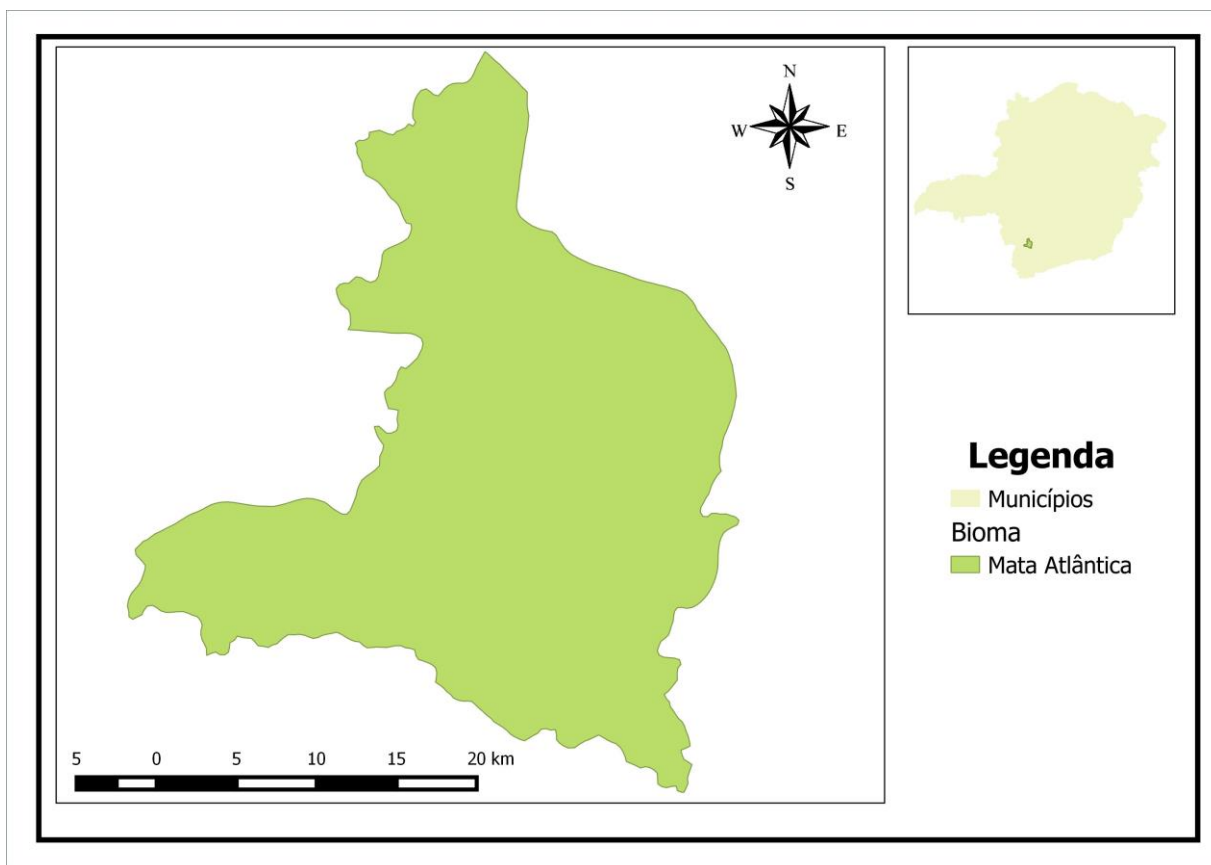 N
W E
S
5 0 5 10 15 20 km
Legenda
Municípios
Bioma
Mata Atlântica